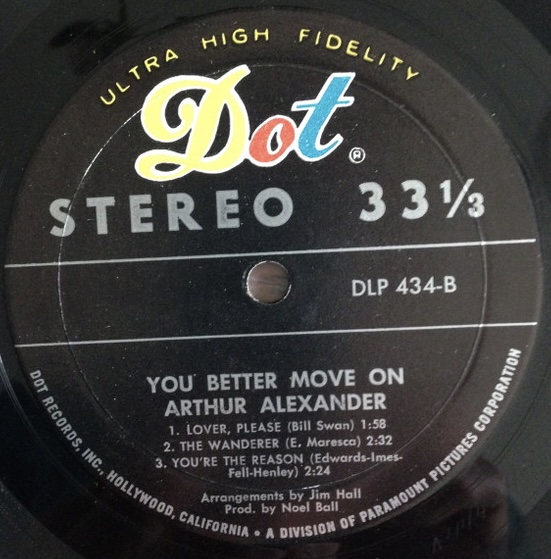 ULTRA HIGH FIDELITY
Dot ®
STEREO 33⅓
DLP 434-B
YOU BETTER MOVE ON
ARTHUR ALEXANDER
1. LOVER, PLEASE (Bill Swan) 1:58
2. THE WANDERER (E. Maresca) 2:32
3. YOU'RE THE REASON (Edwards-Imes-
Fell-Henley) 2:24
Arrangements by Jim Hall
Prod. by Noel Ball
DOT RECORDS, INC., HOLLYWOOD, CALIFORNIA • A DIVISION OF PARAMOUNT PICTURES CORPORATION